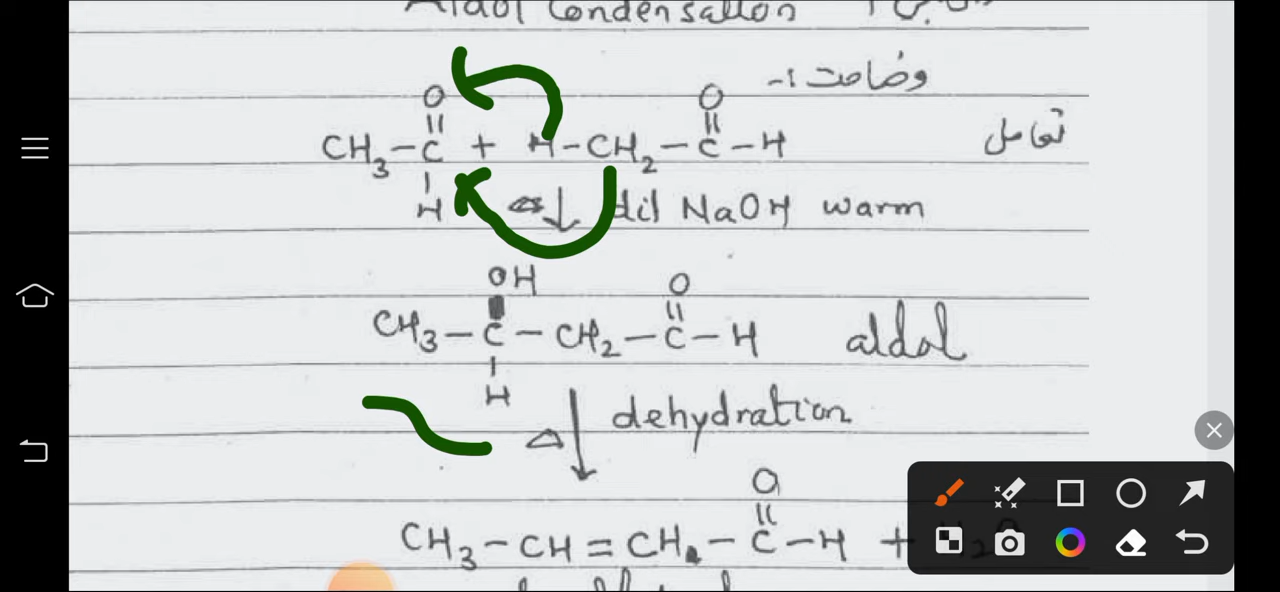 Aldol Condensation
وضاحت :-
O O
CH3-C + H-CH2-C-H تعامل
H dil NaOH warm
OH O
CH3-C-CH2-C-H aldol
H
△ dehydration
O
CH3-CH=CH-C-H +